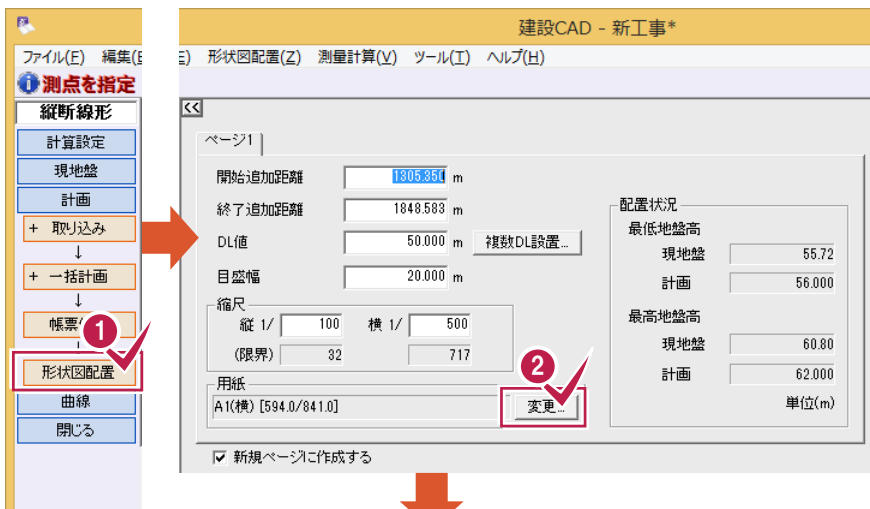 建設CAD - 新工事*
ファイル(F) 編集(E
E) 形状図配置(Z) 測量計算(V) ツール(T) ヘルプ(H)
測点を指定
縦断線形
計算設定
現地盤
計画
+ 取り込み
↓
+ 一括計画
↓
帳票
1
形状図配置
曲線
閉じる
<<
ページ1
開始追加距離 1305.350 m
終了追加距離 1848.583 m
DL値 50.000 m 複数DL設置...
目盛幅 20.000 m
縮尺
縦 1/ 100 横 1/ 500
(限界) 32 717
用紙
A1(横) [594.0/841.0] 変更...
2
新規ページに作成する
配置状況
最低地盤高
現地盤 55.72
計画 56.000
最高地盤高
現地盤 60.80
計画 62.000
単位(m)